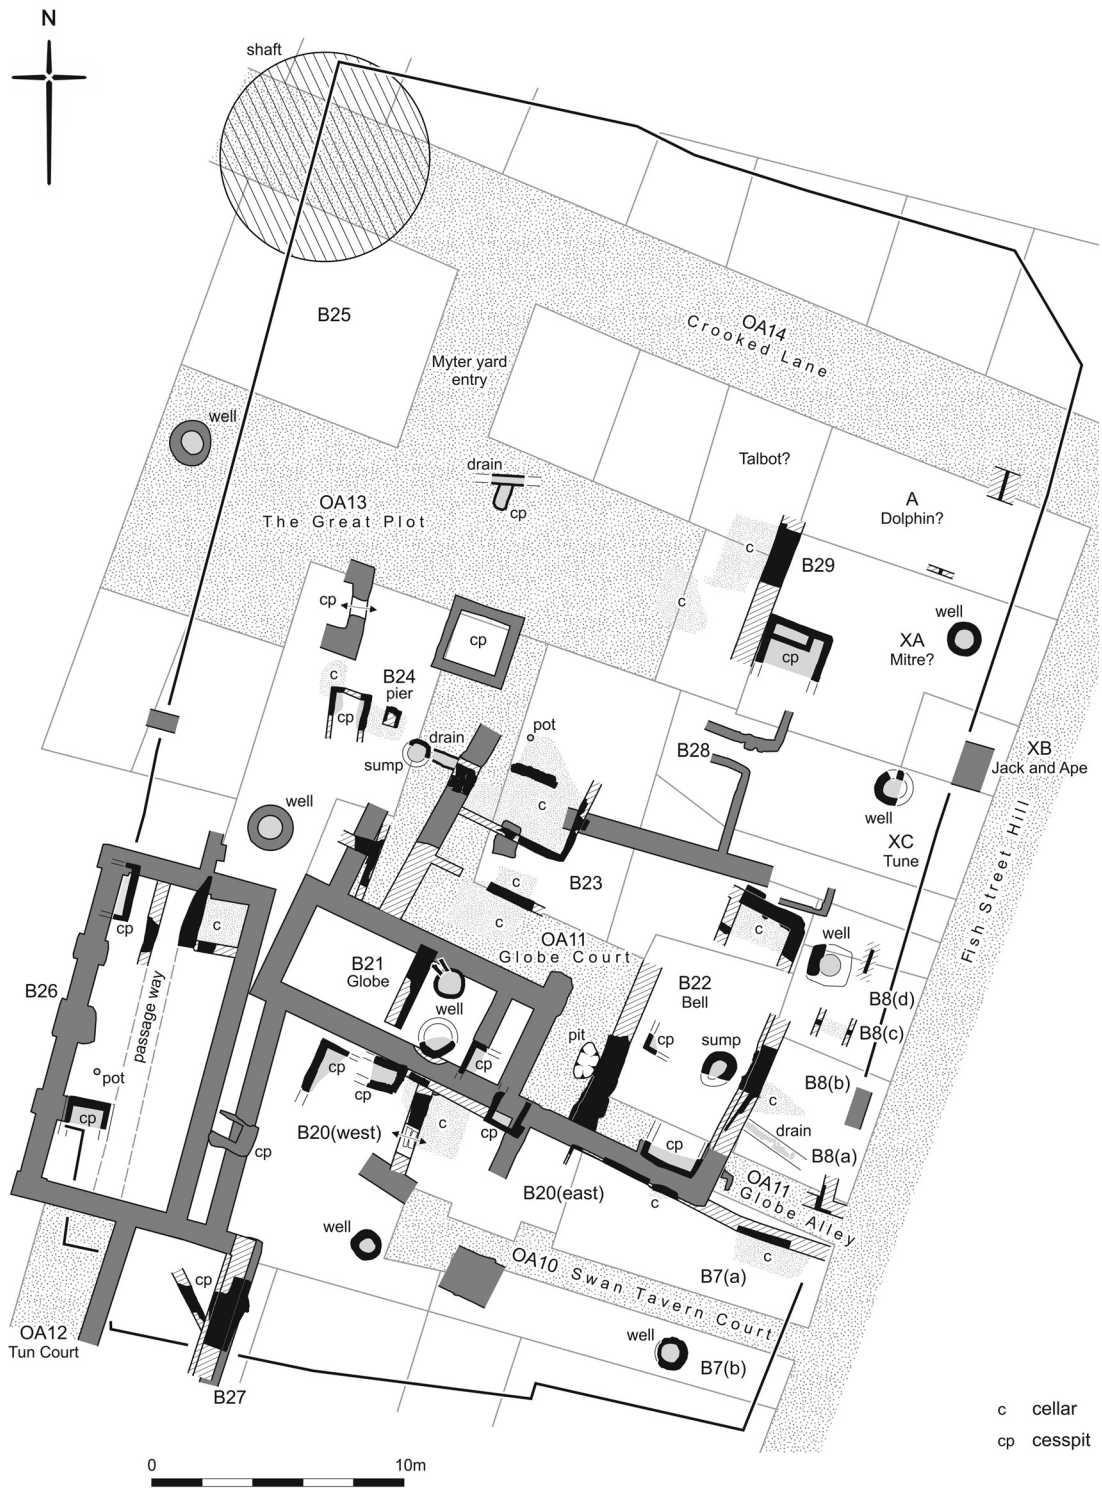 N
shaft
B25
OA14
Crooked Lane
Myter yard
entry
well
drain
cp
Talbot?
A
Dolphin?
OA13
The Great Plot
c
B29
c
cp
well
XA
Mitre?
cp
cp
c
B24
pier
cp
drain
sump
pot
c
B28
XB
Jack and Ape
well
XC
Tune
well
c
B23
c
Fish Street Hill
cp
c
OA11
Globe Court
c
well
B21
Globe
B22
Bell
B26
passage way
well
B8(d)
pit
cp
sump
B8(c)
cp
cp
cp
B8(b)
pot
c
cp
c
drain
B20(west)
cp
cp
cp
B8(a)
B20(east)
c
OA11
Globe Alley
well
OA10 Swan Tavern Court
c
B7(a)
cp
OA12
Tun Court
well
B7(b)
B27
c cellar
cp cesspit
0 10m